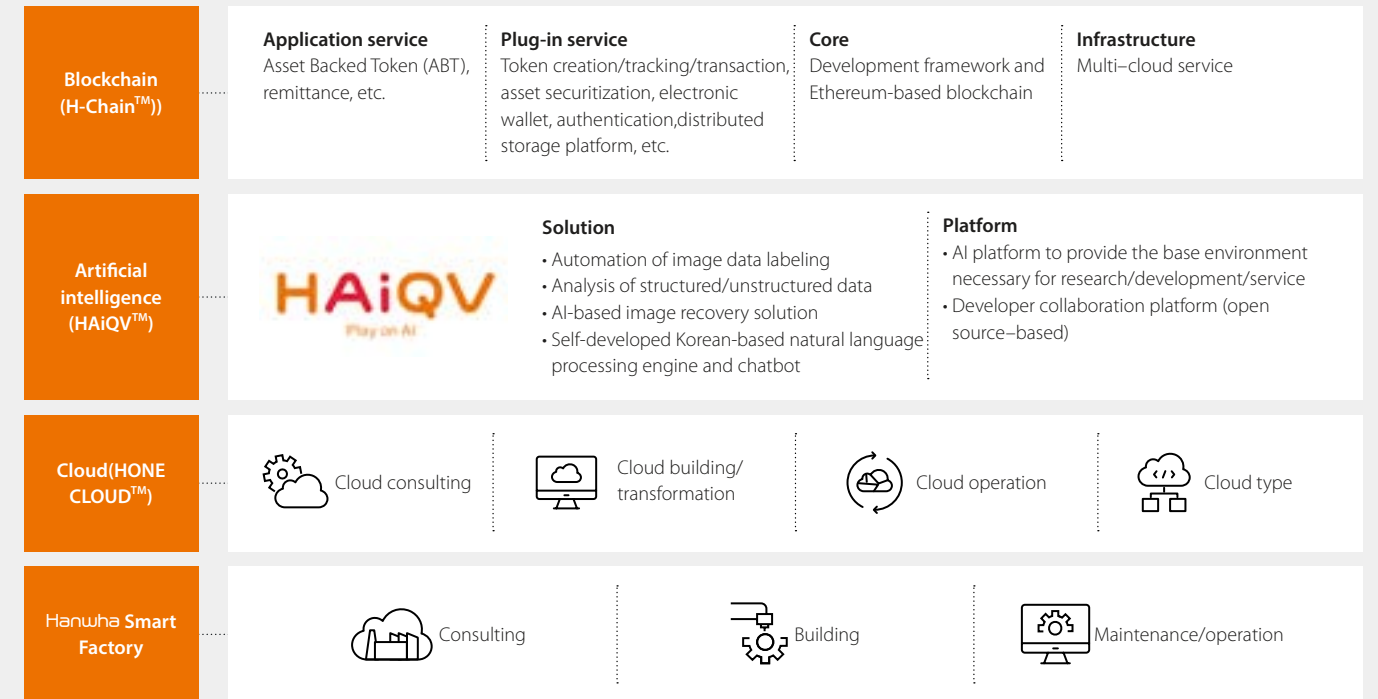 Blockchain
(H-Chain™))
Application service
Asset Backed Token (ABT),
remittance, etc.
Plug-in service
Token creation/tracking/transaction,
asset securitization, electronic
wallet, authentication,distributed
storage platform, etc.
Core
Development framework and
Ethereum-based blockchain
Infrastructure
Multi–cloud service
Artificial
intelligence
(HAiQV™)
HAiQV
Play on AI
Solution
• Automation of image data labeling
• Analysis of structured/unstructured data
• AI-based image recovery solution
• Self-developed Korean-based natural language
processing engine and chatbot
Platform
• AI platform to provide the base environment
necessary for research/development/service
• Developer collaboration platform (open
source–based)
Cloud(HONE
CLOUD™)
Cloud consulting
Cloud building/
transformation
Cloud operation
Cloud type
Hanwha Smart
Factory
Consulting
Building
Maintenance/operation